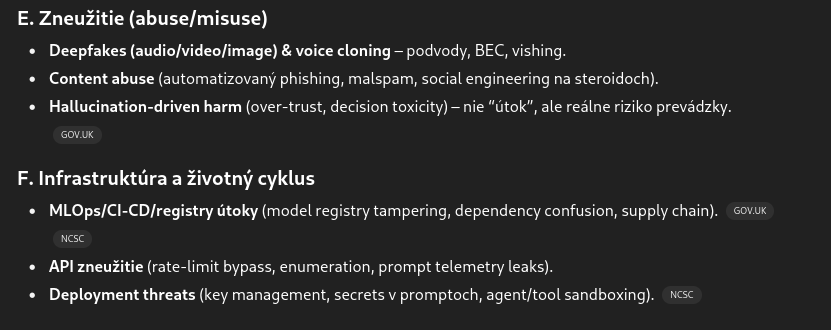 E. Zneužitie (abuse/misuse)
• Deepfakes (audio/video/image) & voice cloning – podvody, BEC, vishing.
• Content abuse (automatizovaný phishing, malspam, social engineering na steroidoch).
• Hallucination-driven harm (over-trust, decision toxicity) – nie “útok”, ale reálne riziko prevádzky.
GOV.UK
F. Infraštruktúra a životný cyklus
• MLOps/CI-CD/registry útoky (model registry tampering, dependency confusion, supply chain). GOV.UK
NCSC
• API zneužitie (rate-limit bypass, enumeration, prompt telemetry leaks).
• Deployment threats (key management, secrets v promptoch, agent/tool sandboxing). NCSC